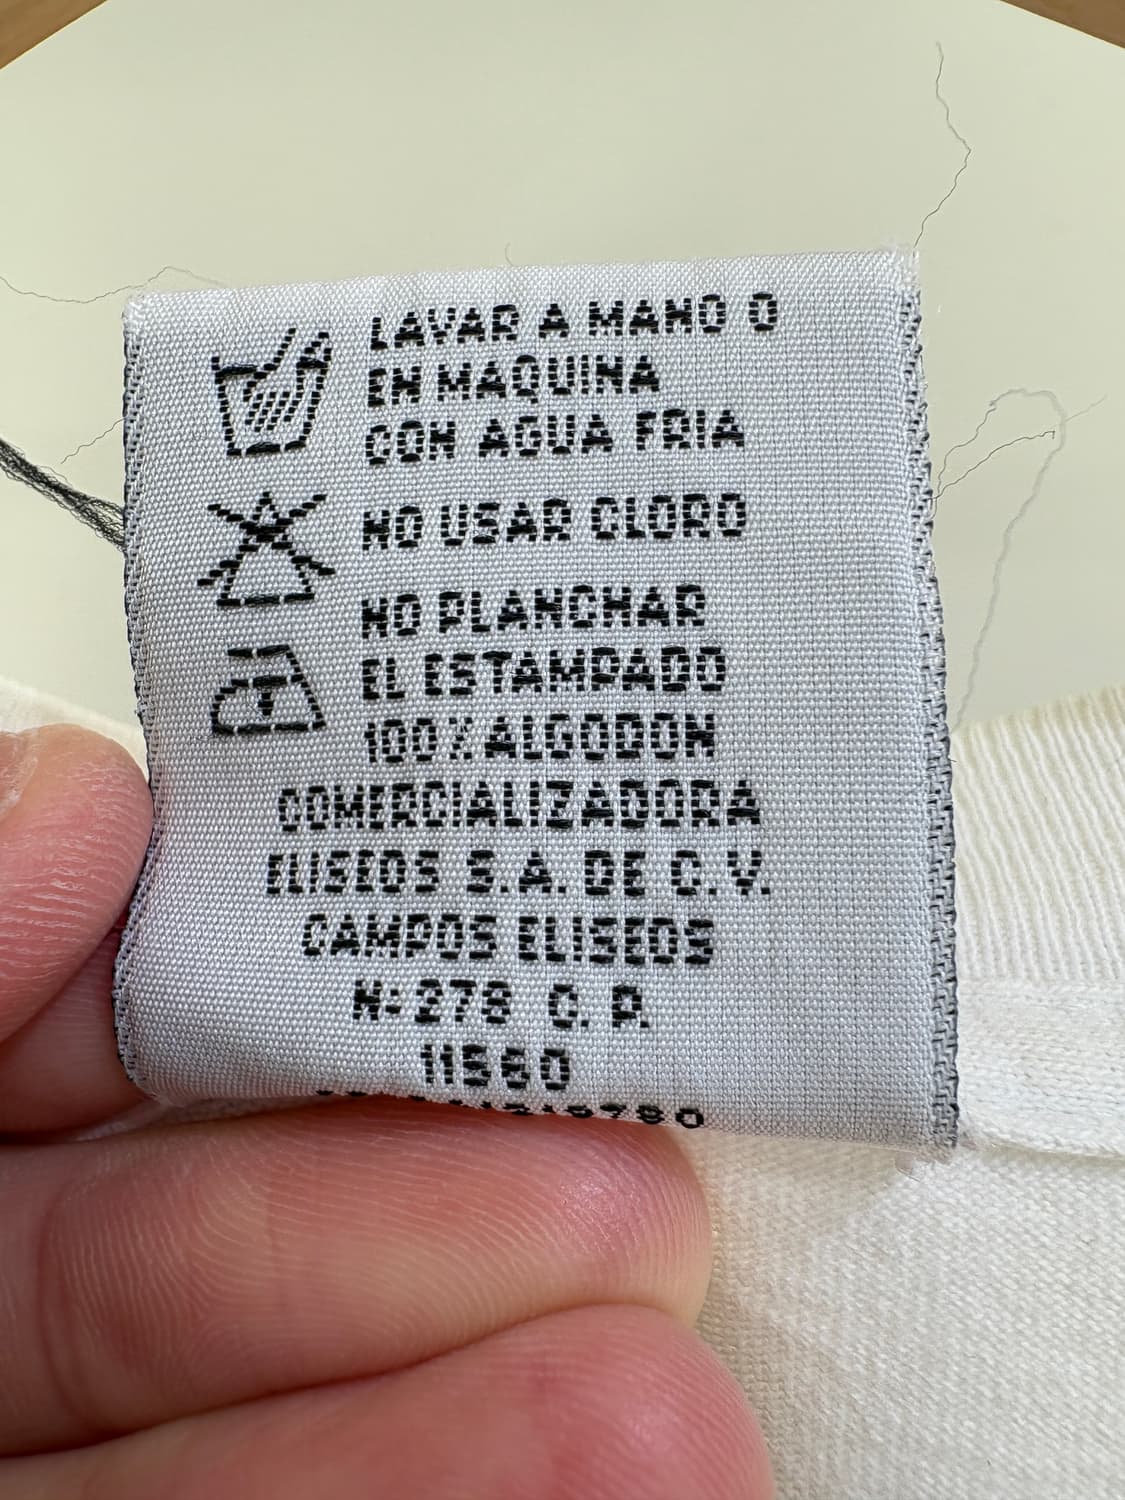 LAVAR A MANO O
EN MAQUINA
CON AGUA FRIA
NO USAR CLORO
NO PLANCHAR
EL ESTAMPADO
100% ALGODON
COMERCIALIZADORA
ELISEOS S.A. DE C.V.
CAMPOS ELISEOS
Nº 278 C.P.
11560